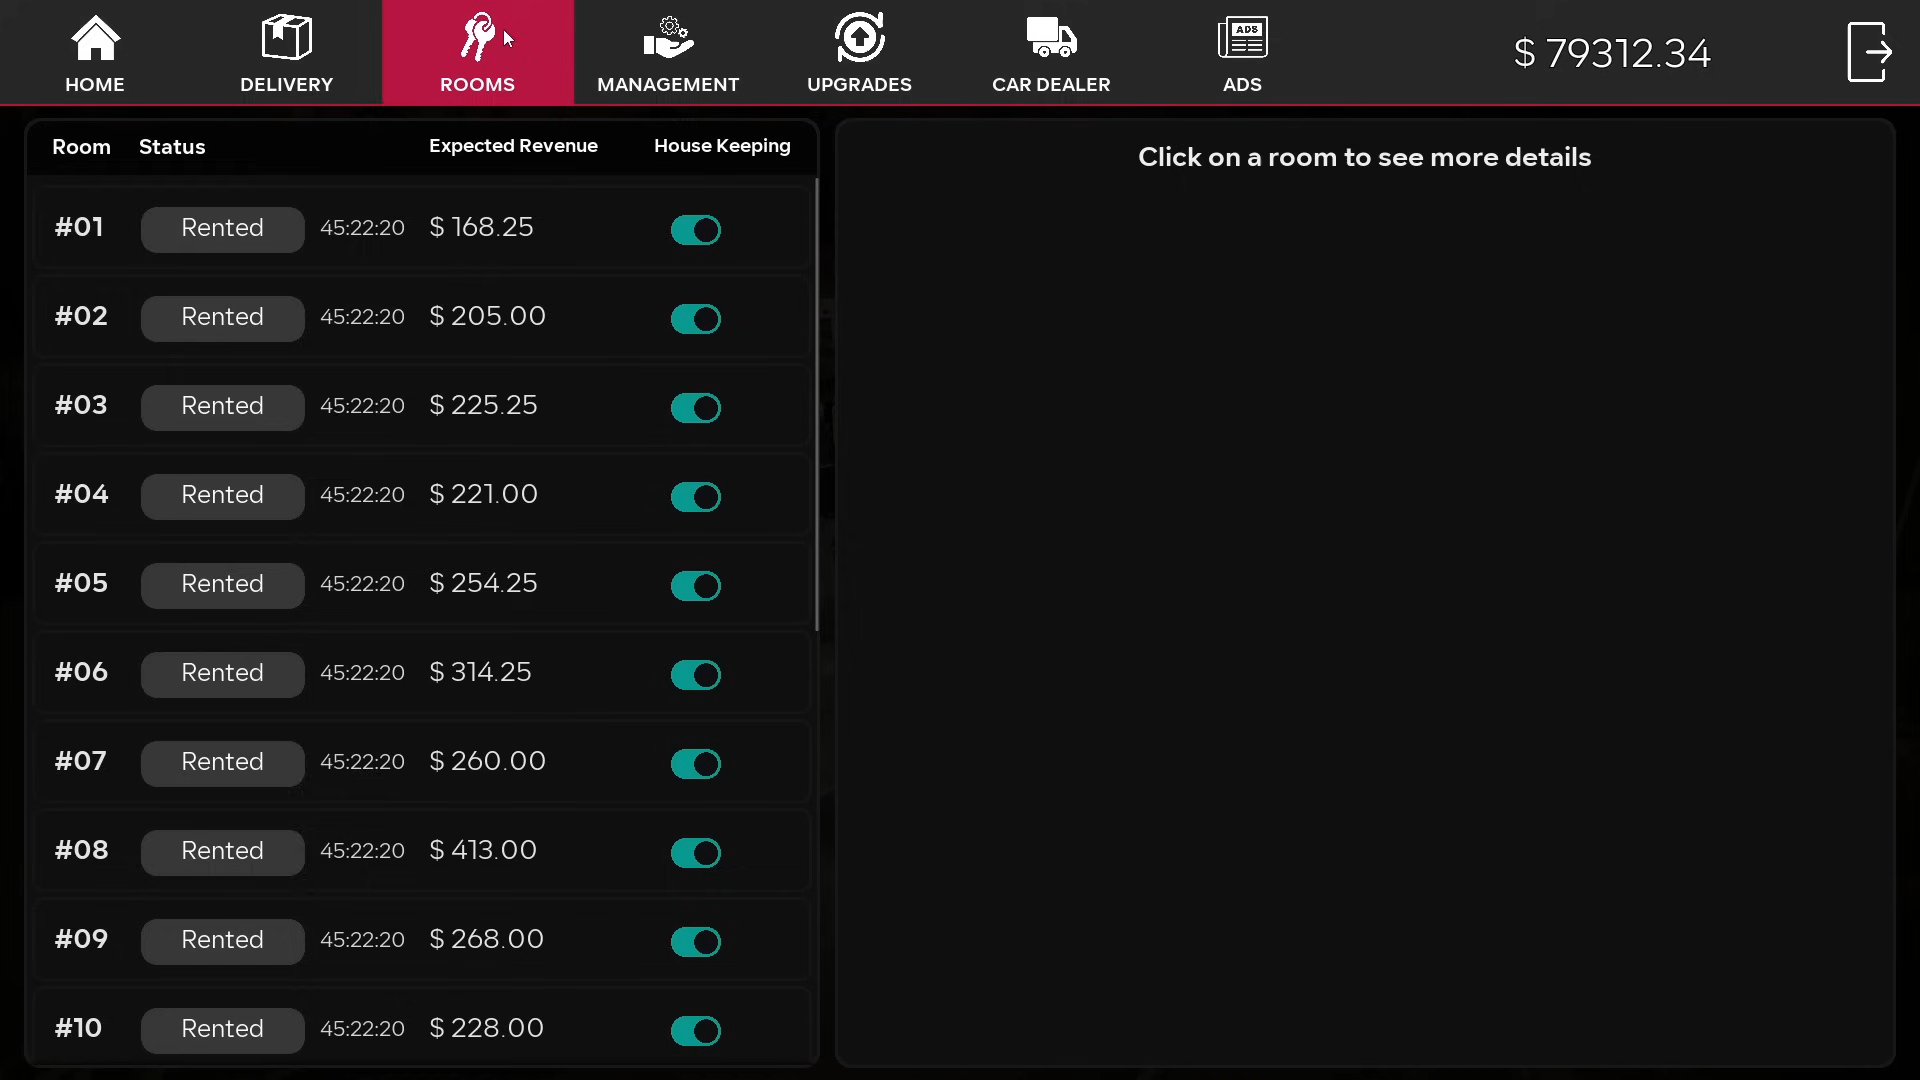 HOME
DELIVERY
ROOMS
MANAGEMENT
UPGRADES
CAR DEALER
ADS
ADS
$ 79312.34
Room Status Expected Revenue House Keeping
#01 Rented 45:22:20 $ 168.25
#02 Rented 45:22:20 $ 205.00
#03 Rented 45:22:20 $ 225.25
#04 Rented 45:22:20 $ 221.00
#05 Rented 45:22:20 $ 254.25
#06 Rented 45:22:20 $ 314.25
#07 Rented 45:22:20 $ 260.00
#08 Rented 45:22:20 $ 413.00
#09 Rented 45:22:20 $ 268.00
#10 Rented 45:22:20 $ 228.00
Click on a room to see more details